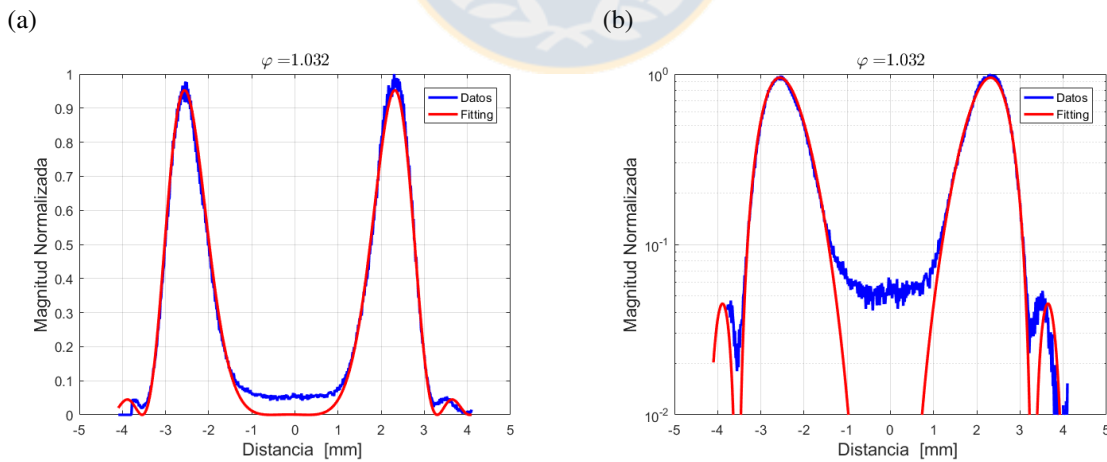 (a)
φ =1.032
Magnitud Normalizada
1
0.9
0.8
0.7
0.6
0.5
0.4
0.3
0.2
0.1
0
-5 -4 -3 -2 -1 0 1 2 3 4 5
Distancia [mm]
Datos
Fitting
(b)
φ =1.032
Magnitud Normalizada
10^0
10^-1
10^-2
-5 -4 -3 -2 -1 0 1 2 3 4 5
Distancia [mm]
Datos
Fitting